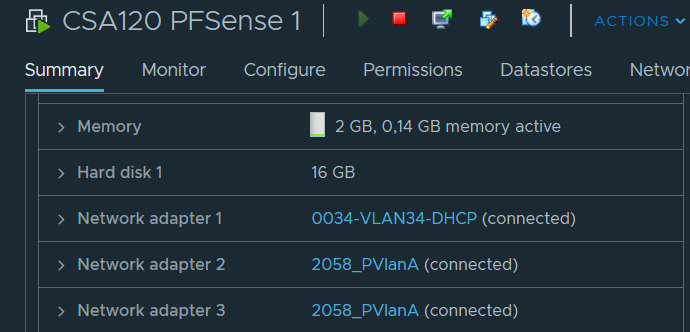 CSA120 PFSense 1 ACTIONS
Summary Monitor Configure Permissions Datastores Networ
Memory 2 GB, 0,14 GB memory active
Hard disk 1 16 GB
Network adapter 1 0034-VLAN34-DHCP (connected)
Network adapter 2 2058_PVlanA (connected)
Network adapter 3 2058_PVlanA (connected)